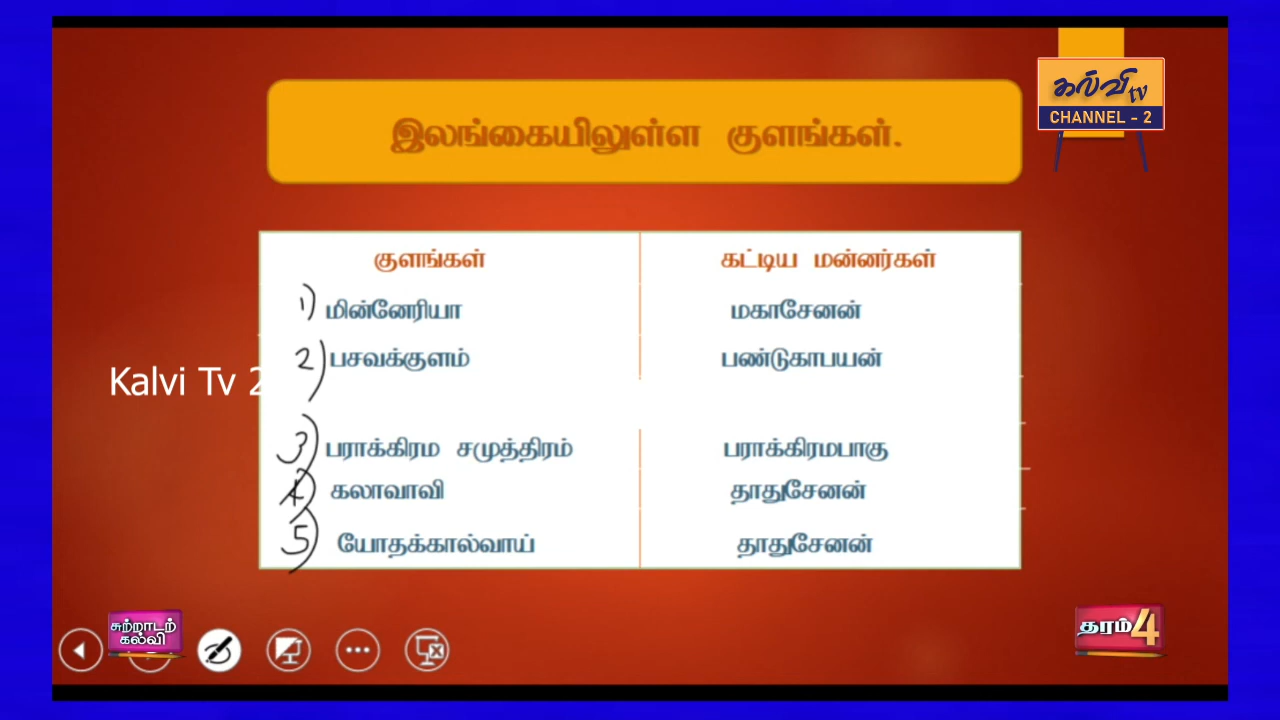 கல்வி tv
CHANNEL - 2
இலங்கையிலுள்ள குளங்கள்.
குளங்கள் கட்டிய மன்னர்கள்
1) மின்னேரியா மகாசேனன்
2) பசவக்குளம் பண்டுகாபயன்
Kalvi Tv 2
3) பராக்கிரம சமுத்திரம் பராக்கிரமபாகு
4) கலாவாவி தாதுசேனன்
5) யோதக்கால்வாய் தாதுசேனன்
சுற்றாடற்
கல்வி
தரம் 4